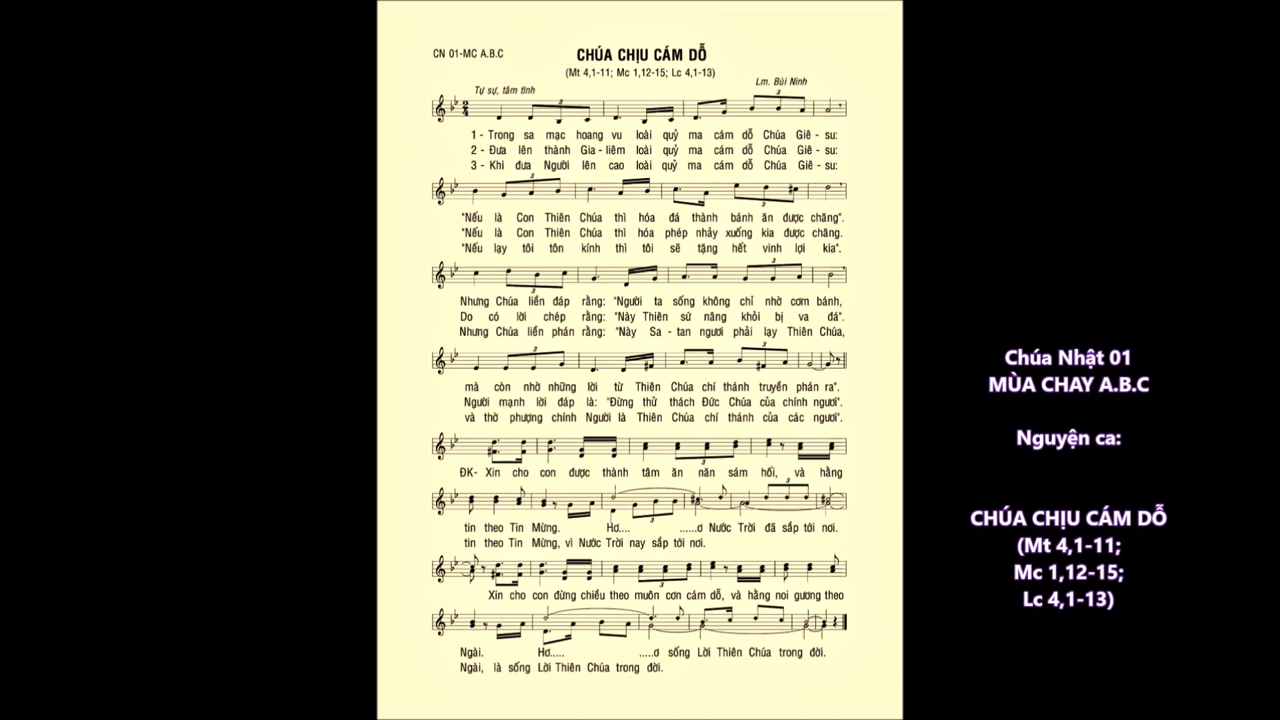 CN 01-MC A.B.C
CHÚA CHỊU CÁM DỖ
(Mt 4,1-11; Mc 1,12-15; Lc 4,1-13)
Tự sự, tâm tình
Lm. Bùi Ninh
1 - Trong sa mạc hoang vu loài quỷ ma cám dỗ Chúa Giê - su:
2 - Đưa lên thành Gia - liêm loài quỷ ma cám dỗ Chúa Giê - su:
3 - Khi đưa Người lên cao loài quỷ ma cám dỗ Chúa Giê - su:
"Nếu là Con Thiên Chúa thì hóa đá thành bánh ăn được chăng".
"Nếu là Con Thiên Chúa thì hóa phép nhảy xuống kia được chăng.
"Nếu lạy tôi tôn kính thì tôi sẽ tặng hết vinh lợi kia".
Nhưng Chúa liền đáp rằng: "Người ta sống không chỉ nhờ cơm bánh,
Do có lời chép rằng: "Này Thiên sứ nâng khỏi bị va đá".
Nhưng Chúa liền phán rằng: "Này Sa - tan ngươi phải lạy Thiên Chúa,
mà còn nhờ những lời từ Thiên Chúa chí thánh truyền phán ra".
Người mạnh lời đáp là: "Đừng thử thách Đức Chúa của chính ngươi".
và thờ phượng chính Người là Thiên Chúa chí thánh của các ngươi".
ĐK- Xin cho con được thành tâm ăn năn sám hối, và hằng
tin theo Tin Mừng. Hơ.... ......ơ Nước Trời đã sắp tới nơi.
tin theo Tin Mừng, vì Nước Trời nay sắp tới nơi.
Xin cho con đừng chiều theo muôn cơn cám dỗ, và hằng noi gương theo
Ngài. Hơ..... .....ơ sống Lời Thiên Chúa trong đời.
Ngài, là sống Lời Thiên Chúa trong đời.
Chúa Nhật 01
MÙA CHAY A.B.C
Nguyện ca:
CHÚA CHỊU CÁM DỖ
(Mt 4,1-11;
Mc 1,12-15;
Lc 4,1-13)